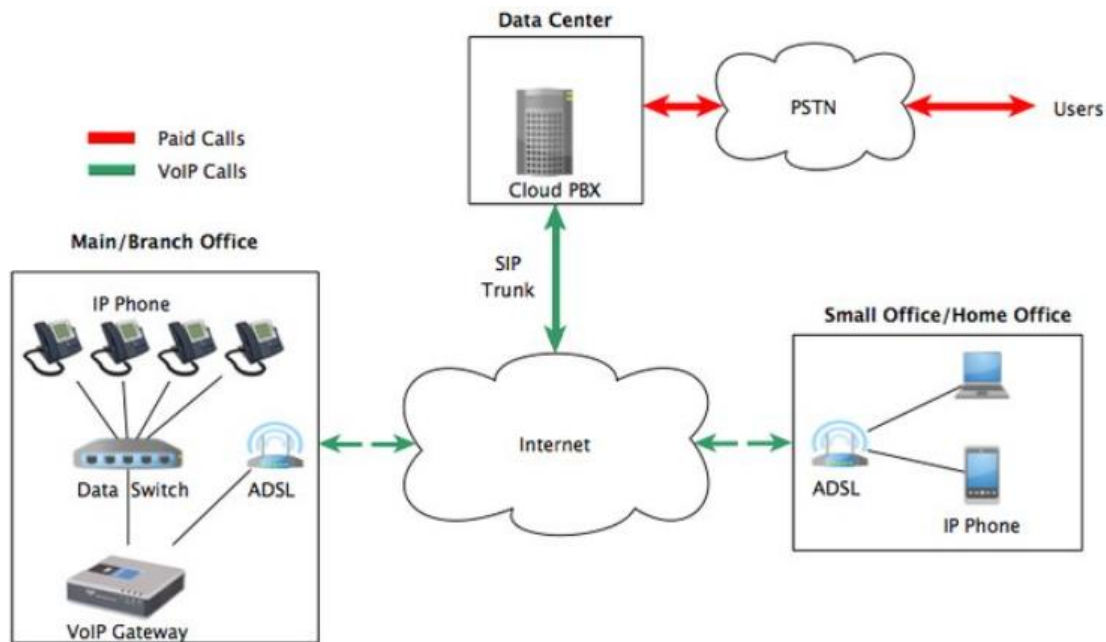 Data Center
PSTN
Users
Cloud PBX
Paid Calls
VoIP Calls
Main/Branch Office
IP Phone
Data Switch
ADSL
VoIP Gateway
SIP
Trunk
Internet
Small Office/Home Office
ADSL
IP Phone